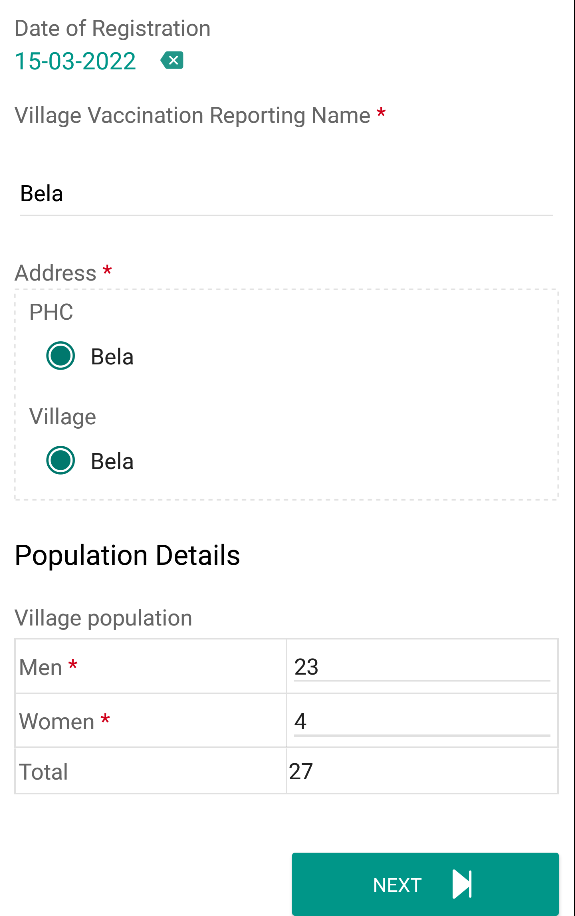 Date of Registration
15-03-2022
Village Vaccination Reporting Name *
Bela
Address *
PHC
Bela
Village
Bela
Population Details
Village population
Men * 23
Women * 4
Total 27
NEXT